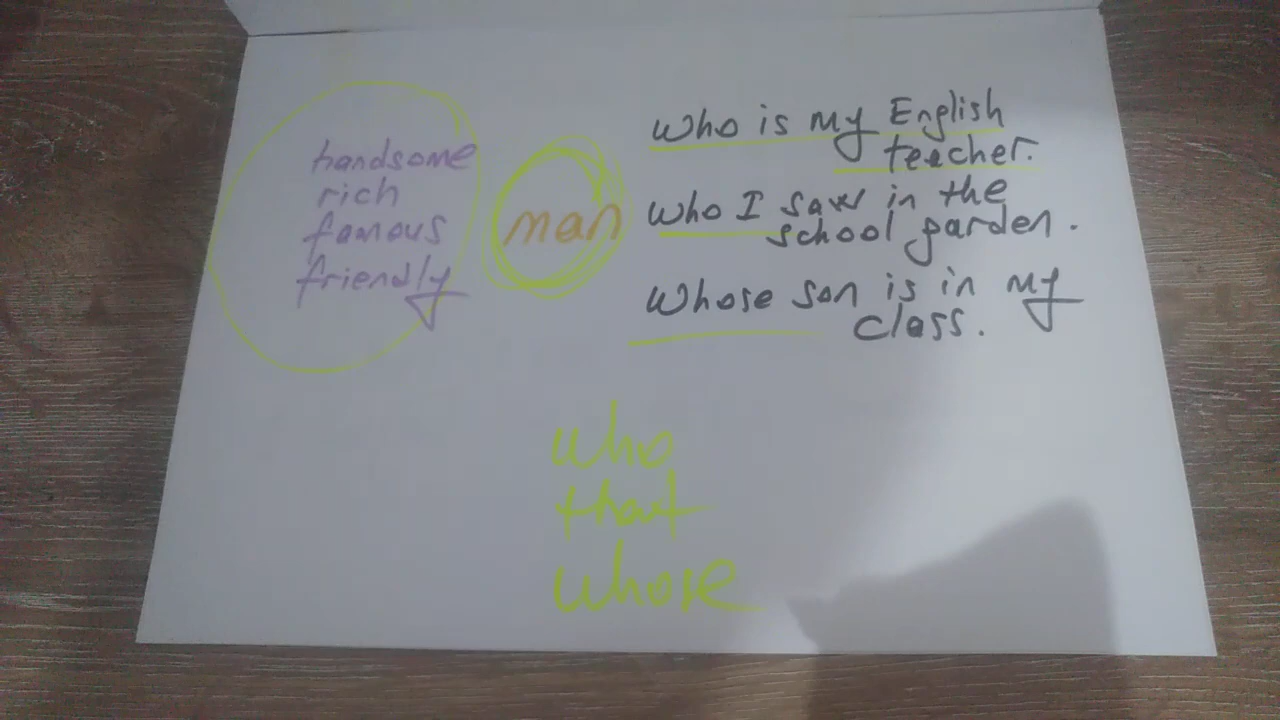 handsome
rich
famous
friendly
man
who is my English
teacher.
who I saw in the
school garden.
whose son is in my
class.
who
that
whose